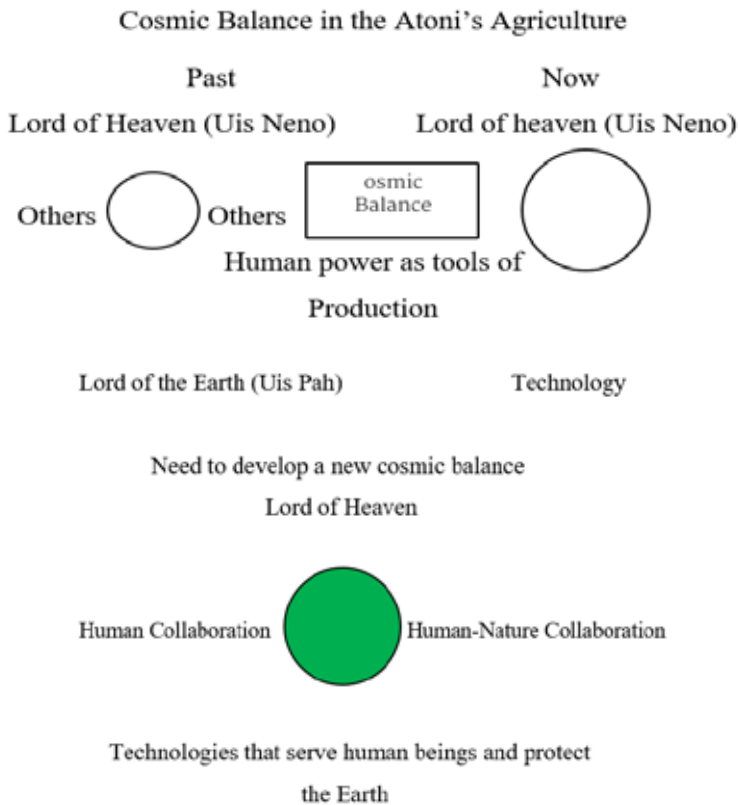 Cosmic Balance in the Atoni's Agriculture
Past Now
Lord of Heaven (Uis Neno) Lord of heaven (Uis Neno)
osmic
Others Others Balance
Human power as tools of
Production
Lord of the Earth (Uis Pah) Technology
Need to develop a new cosmic balance
Lord of Heaven
Human Collaboration Human-Nature Collaboration
Technologies that serve human beings and protect
the Earth